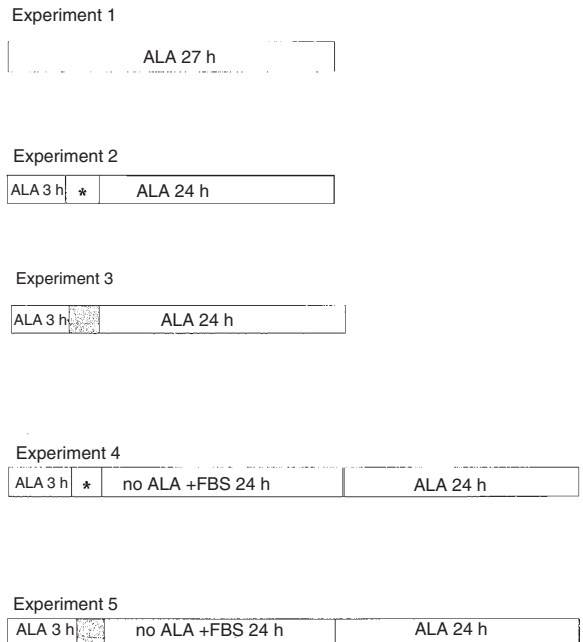 Experiment 1
ALA 27 h
Experiment 2
ALA 3 h * ALA 24 h
Experiment 3
ALA 3 h ALA 24 h
Experiment 4
ALA 3 h * no ALA +FBS 24 h ALA 24 h
Experiment 5
ALA 3 h no ALA +FBS 24 h ALA 24 h